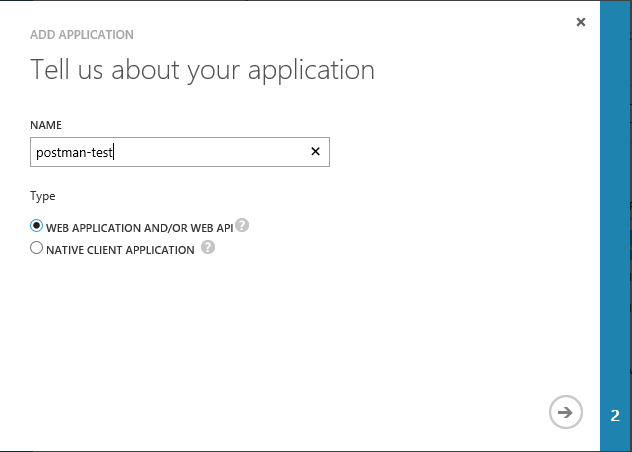 ADD APPLICATION
Tell us about your application
NAME
postman-test
Type
WEB APPLICATION AND/OR WEB API ?
NATIVE CLIENT APPLICATION ?
2